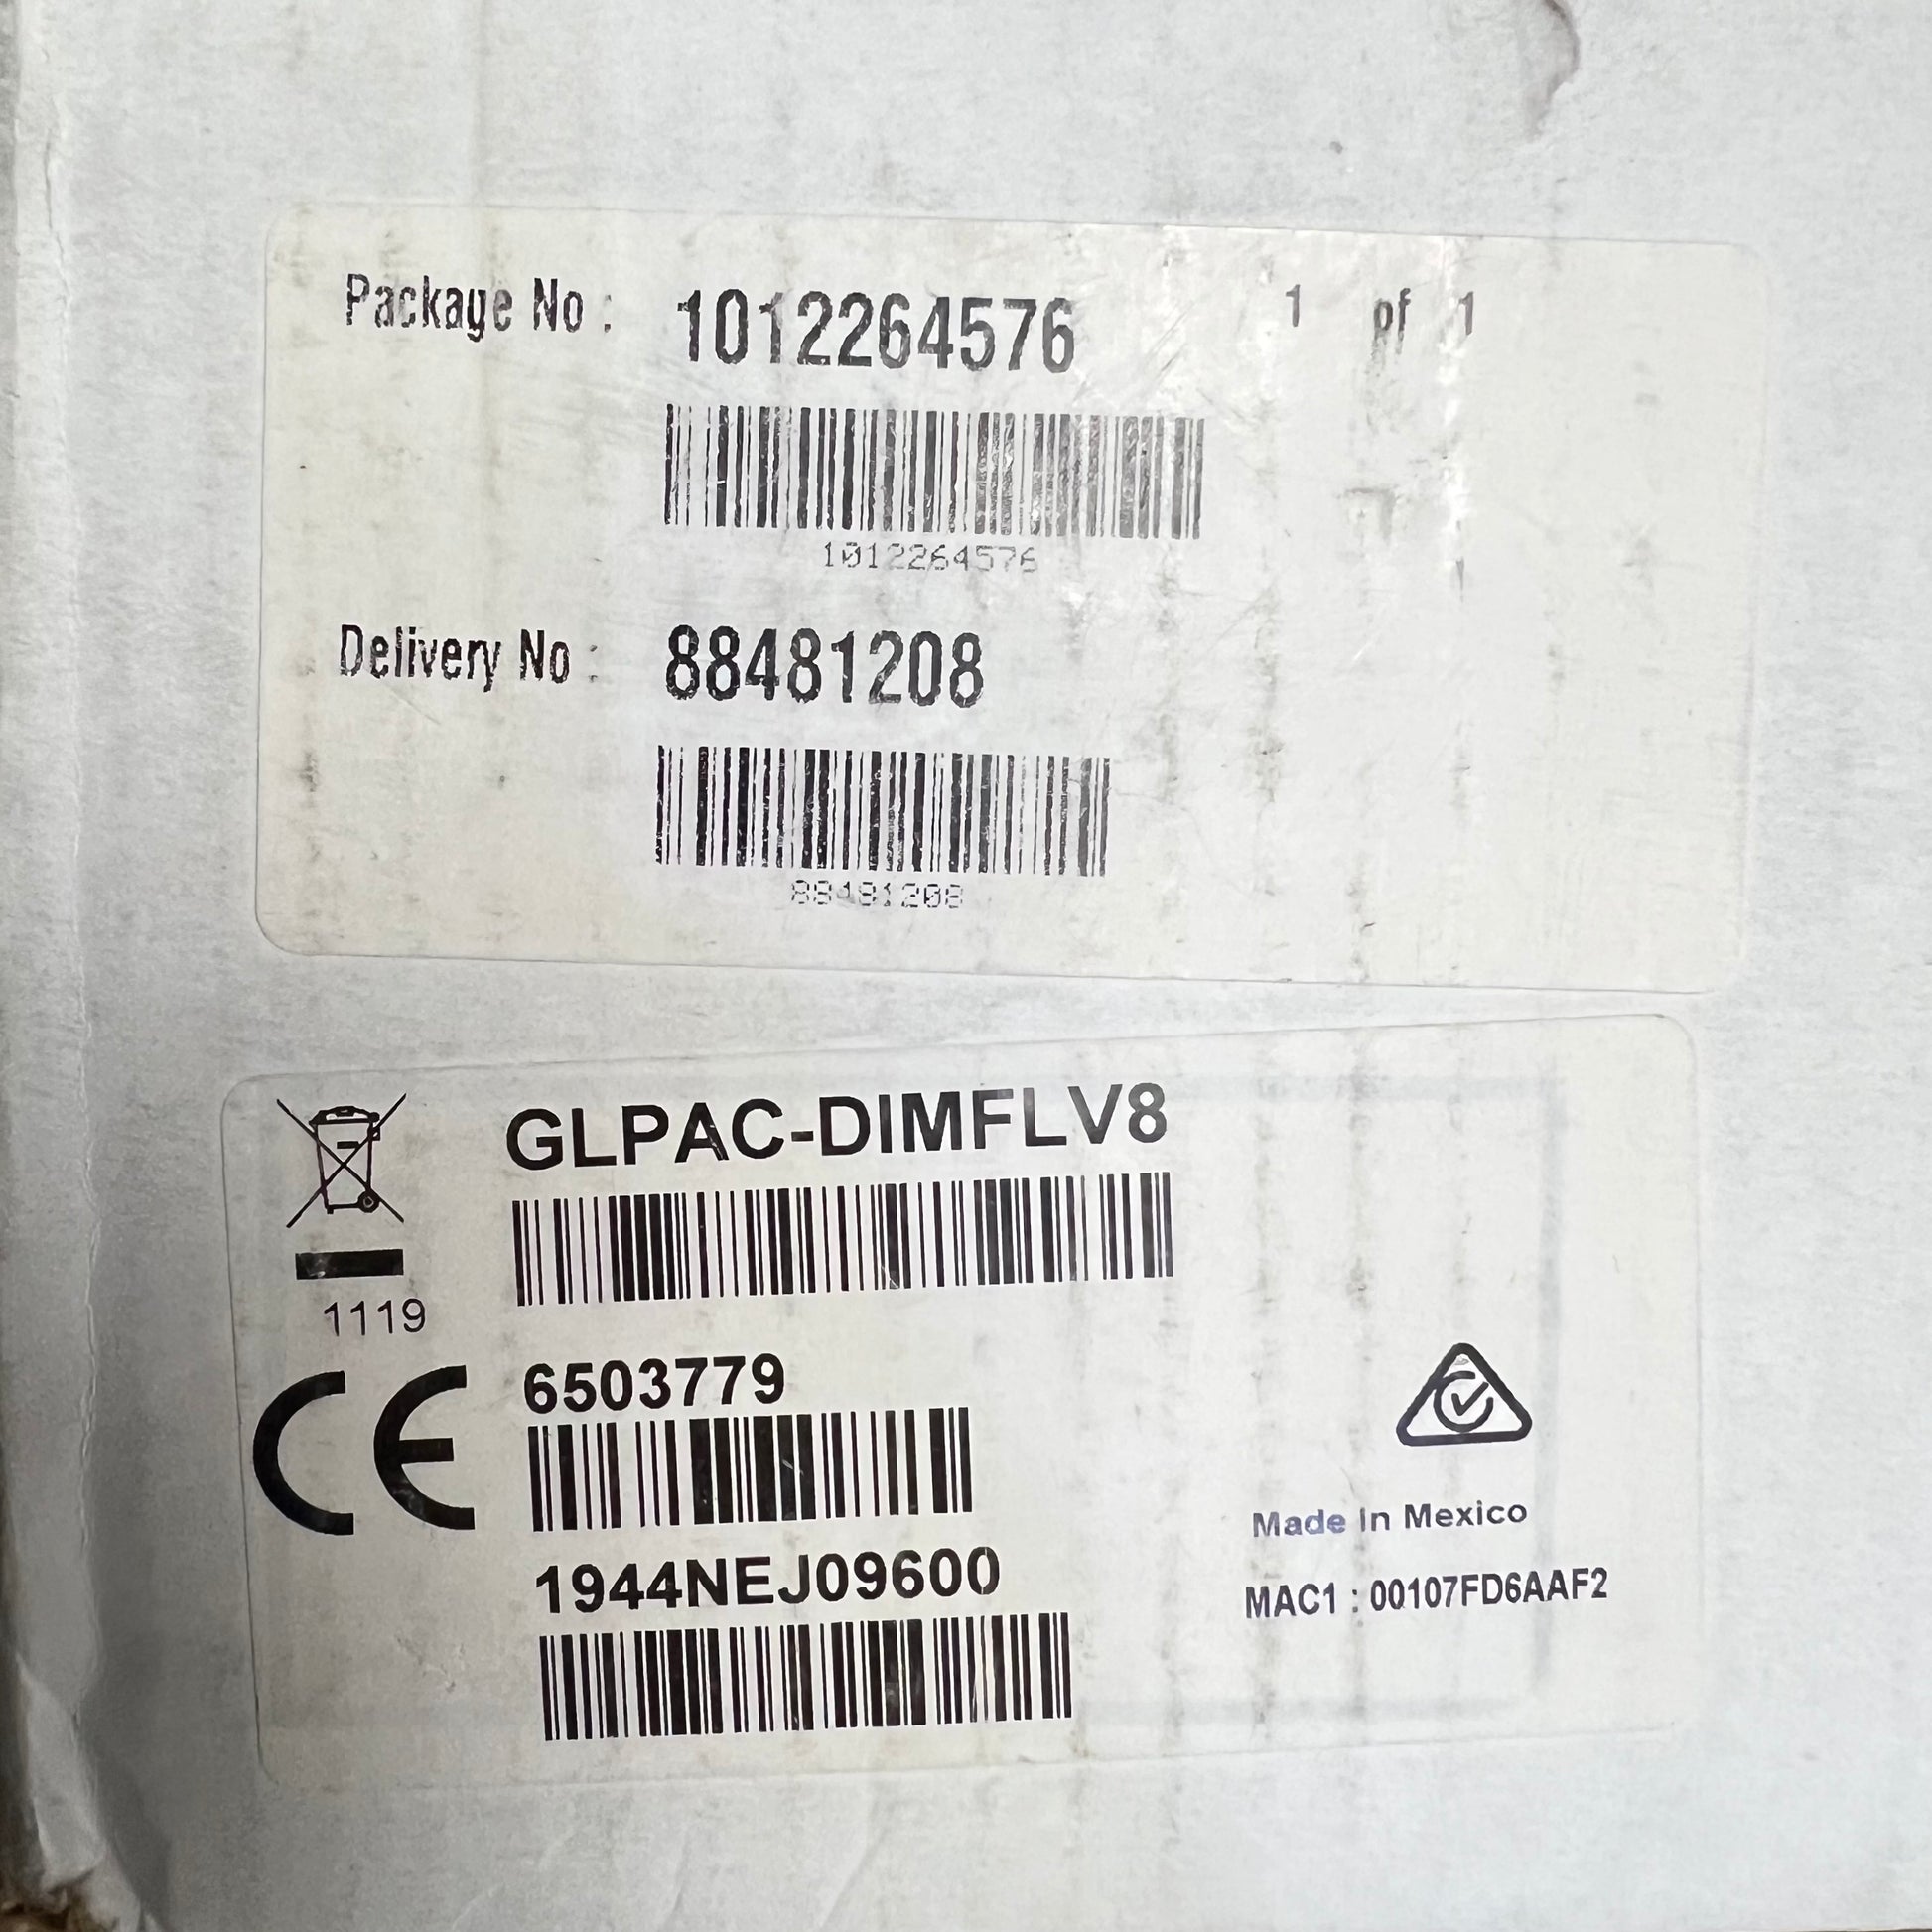 Package No : 1012264576 1 of 1
1012264576
Delivery No : 88481208
88481208
GLPAC-DIMFLV8
1119
6503779
CE
1944NEJ09600
Made In Mexico
MAC1 : 00107FD6AAF2